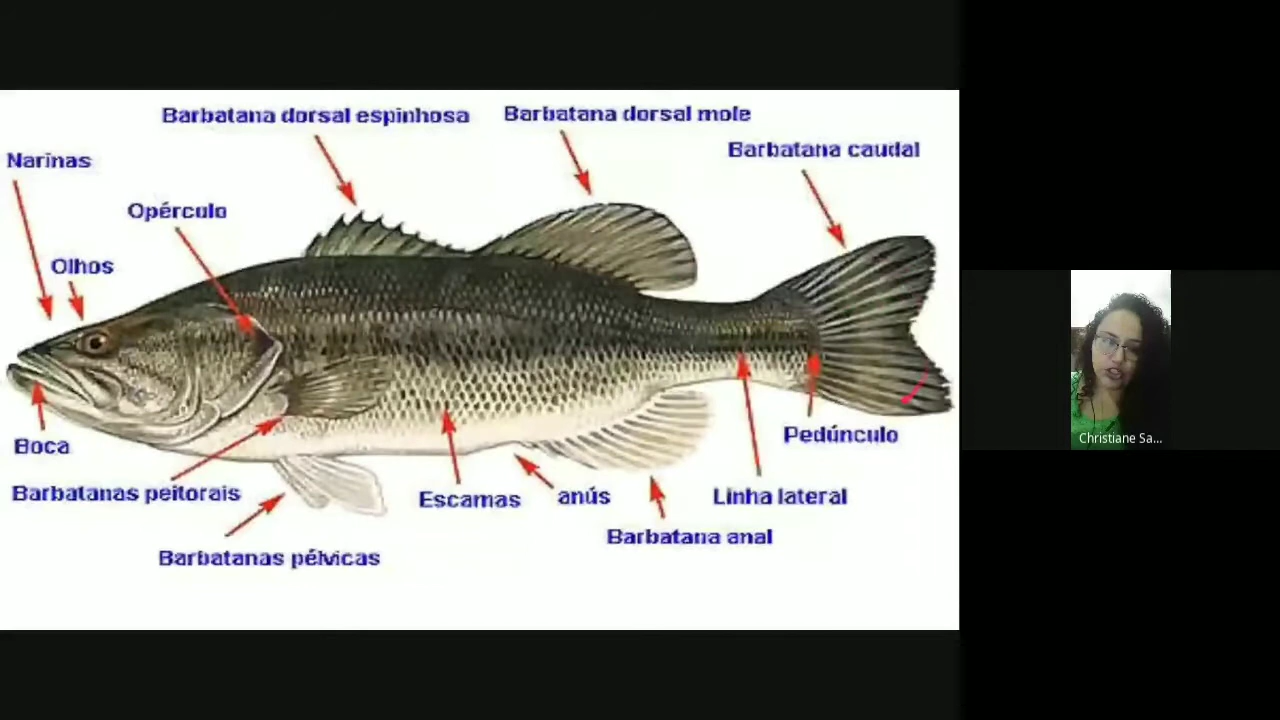 Barbatana dorsal espinhosa
Barbatana dorsal mole
Barbatana caudal
Narinas
Opérculo
Olhos
Boca
Pedúnculo
Barbatanas peitorais
Escamas
anús
Linha lateral
Barbatana anal
Barbatanas pélvicas
Christiane Sa...